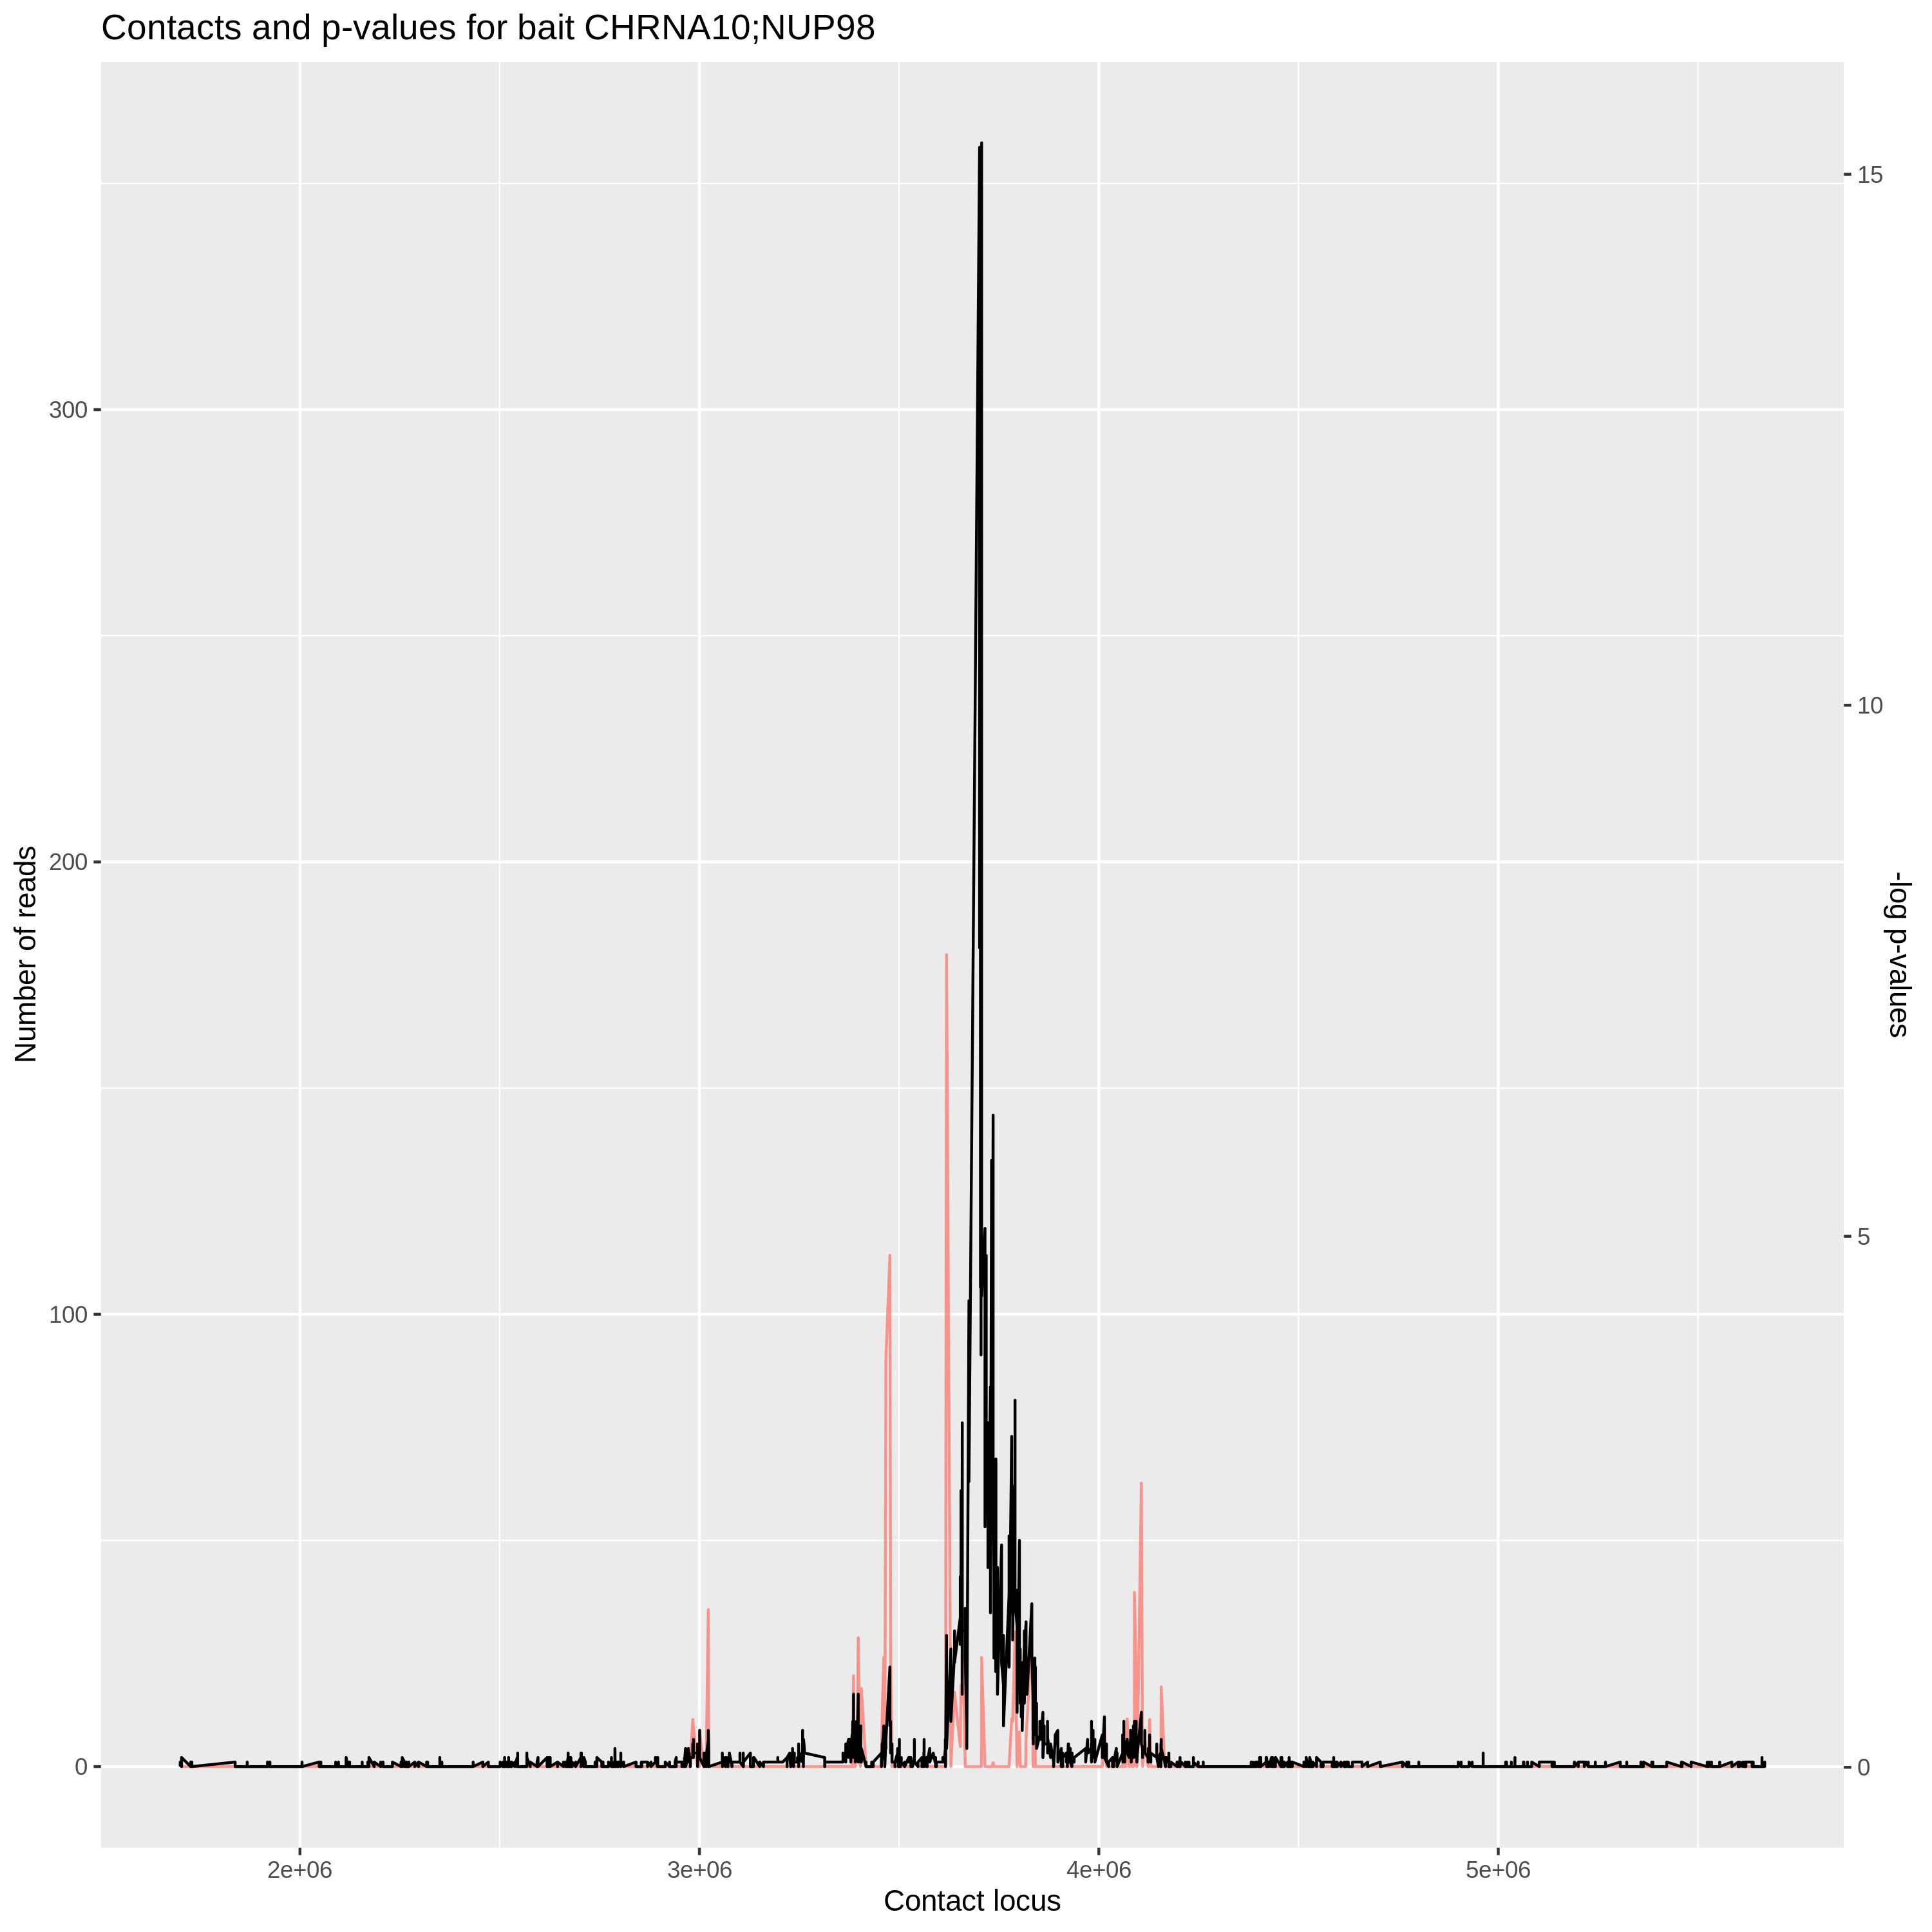 Contacts and p-values for bait CHRNA10;NUP98
Number of reads
300
200
100
0
15
10
5
0
-log p-values
2e+06
3e+06
4e+06
5e+06
Contact locus